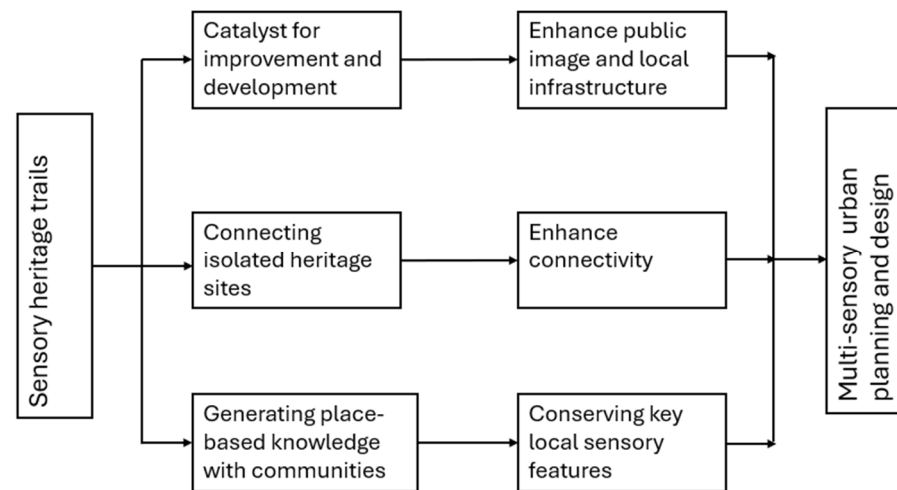 Sensory heritage trails
Catalyst for
improvement and
development
Enhance public
image and local
infrastructure
Connecting
isolated heritage
sites
Enhance
connectivity
Generating place-
based knowledge
with communities
Conserving key
local sensory
features
Multi-sensory urban
planning and design